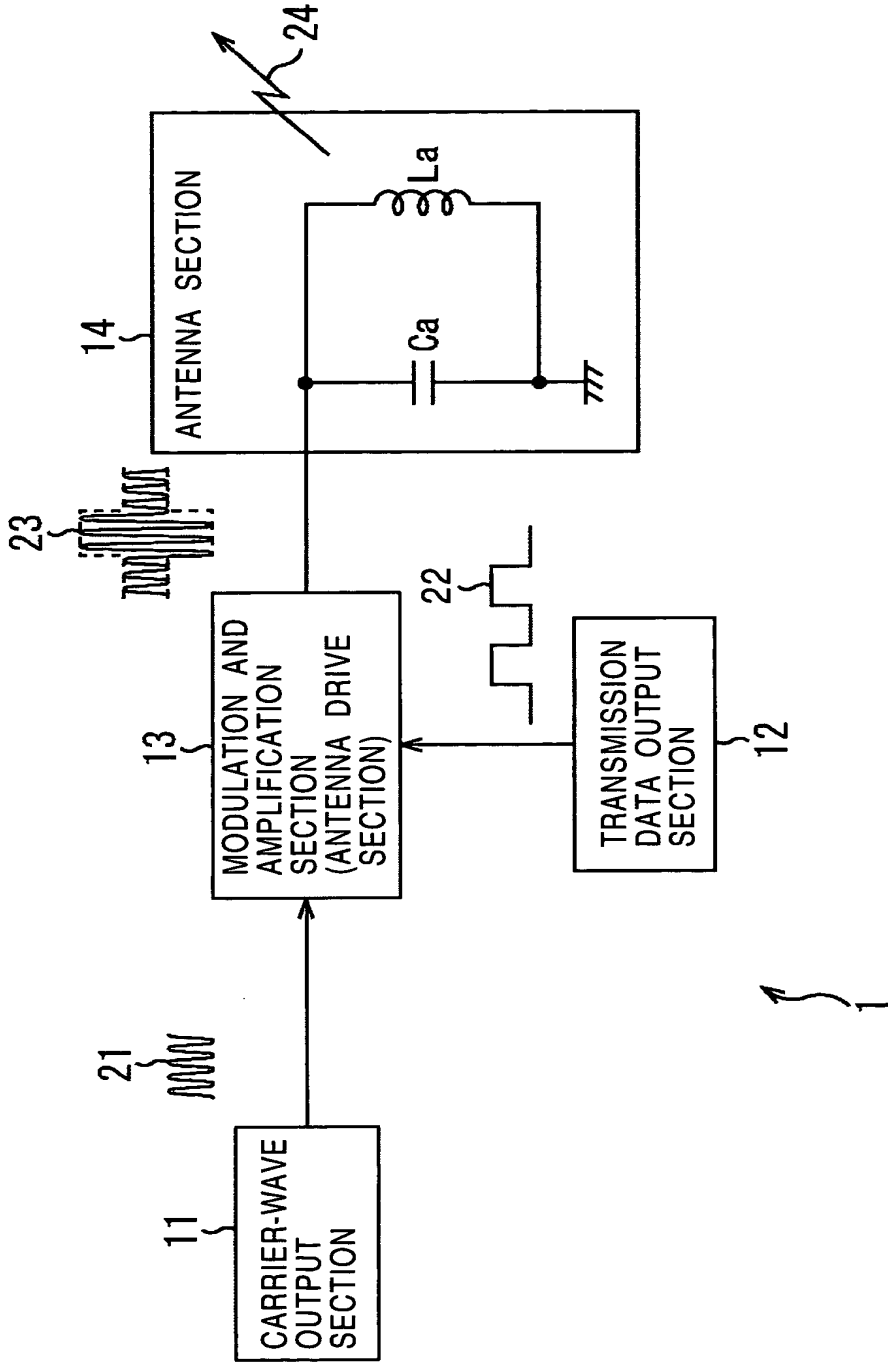 11
CARRIER-WAVE
OUTPUT
SECTION
21
13
MODULATION AND
AMPLIFICATION
SECTION
(ANTENNA DRIVE
SECTION)
23
22
TRANSMISSION
DATA OUTPUT
SECTION
12
14
ANTENNA SECTION
Ca
La
24
1